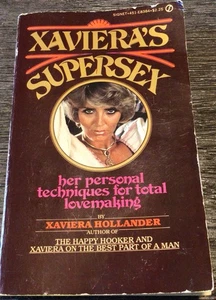 XAVIERA'S
SUPERSEX
her personal
techniques for total
lovemaking
BY
XAVIERA HOLLANDER
AUTHOR OF
THE HAPPY HOOKER AND
XAVIERA ON THE BEST PART OF A MAN